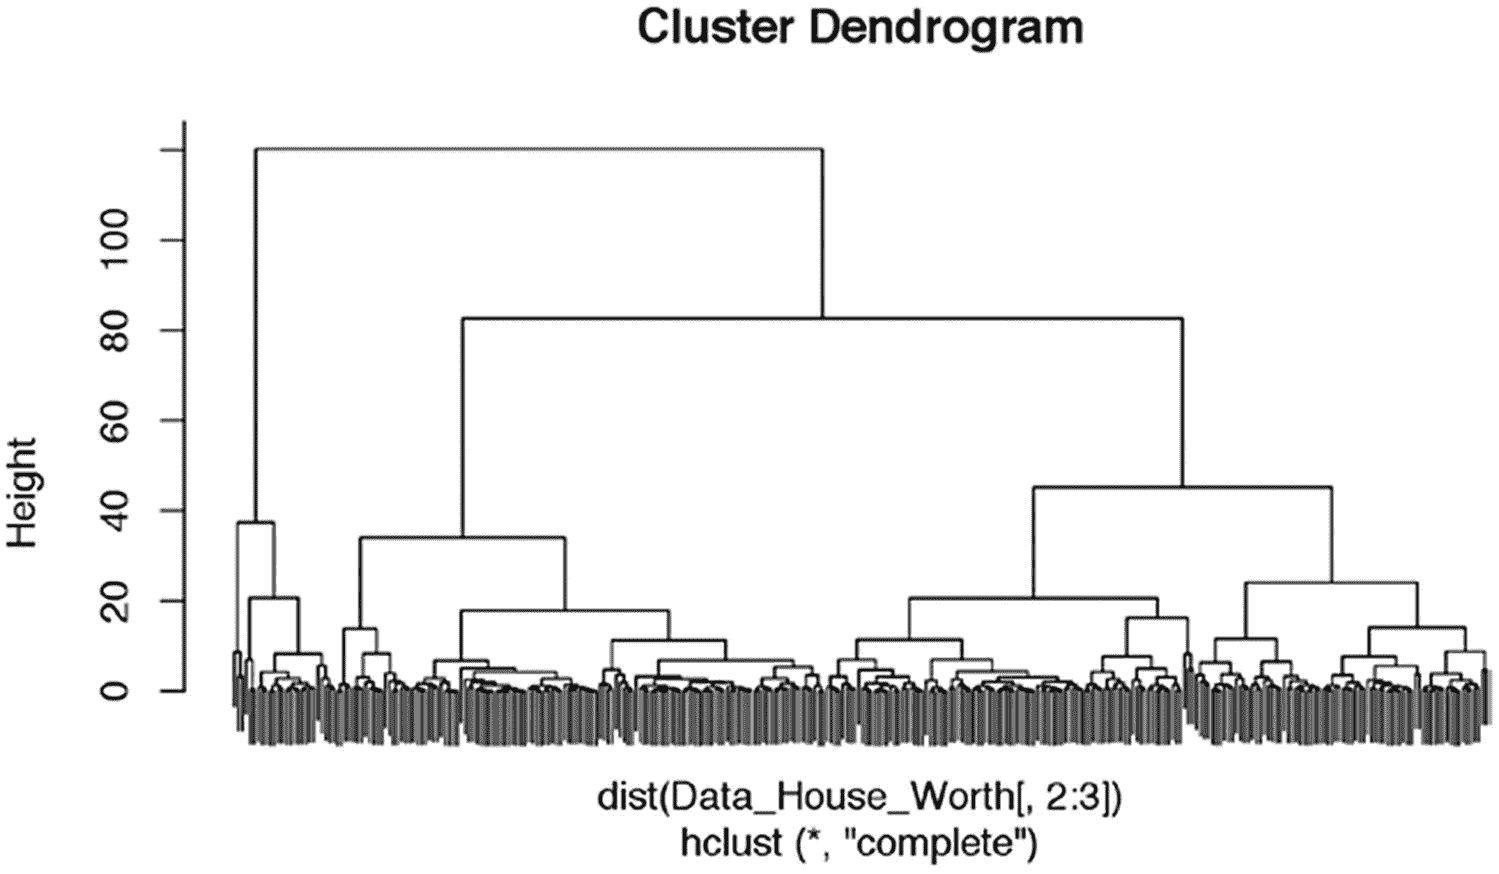 Cluster Dendrogram
Height
100
80
60
40
20
0
dist(Data_House_Worth[, 2:3])
hclust (*, "complete")